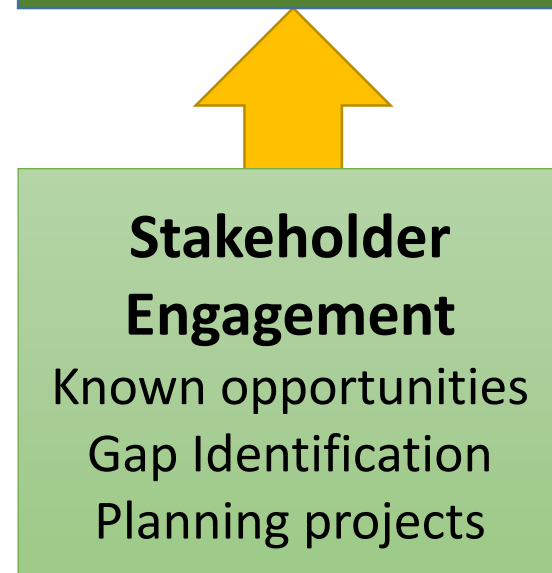 Stakeholder
Engagement
Known opportunities
Gap Identification
Planning projects